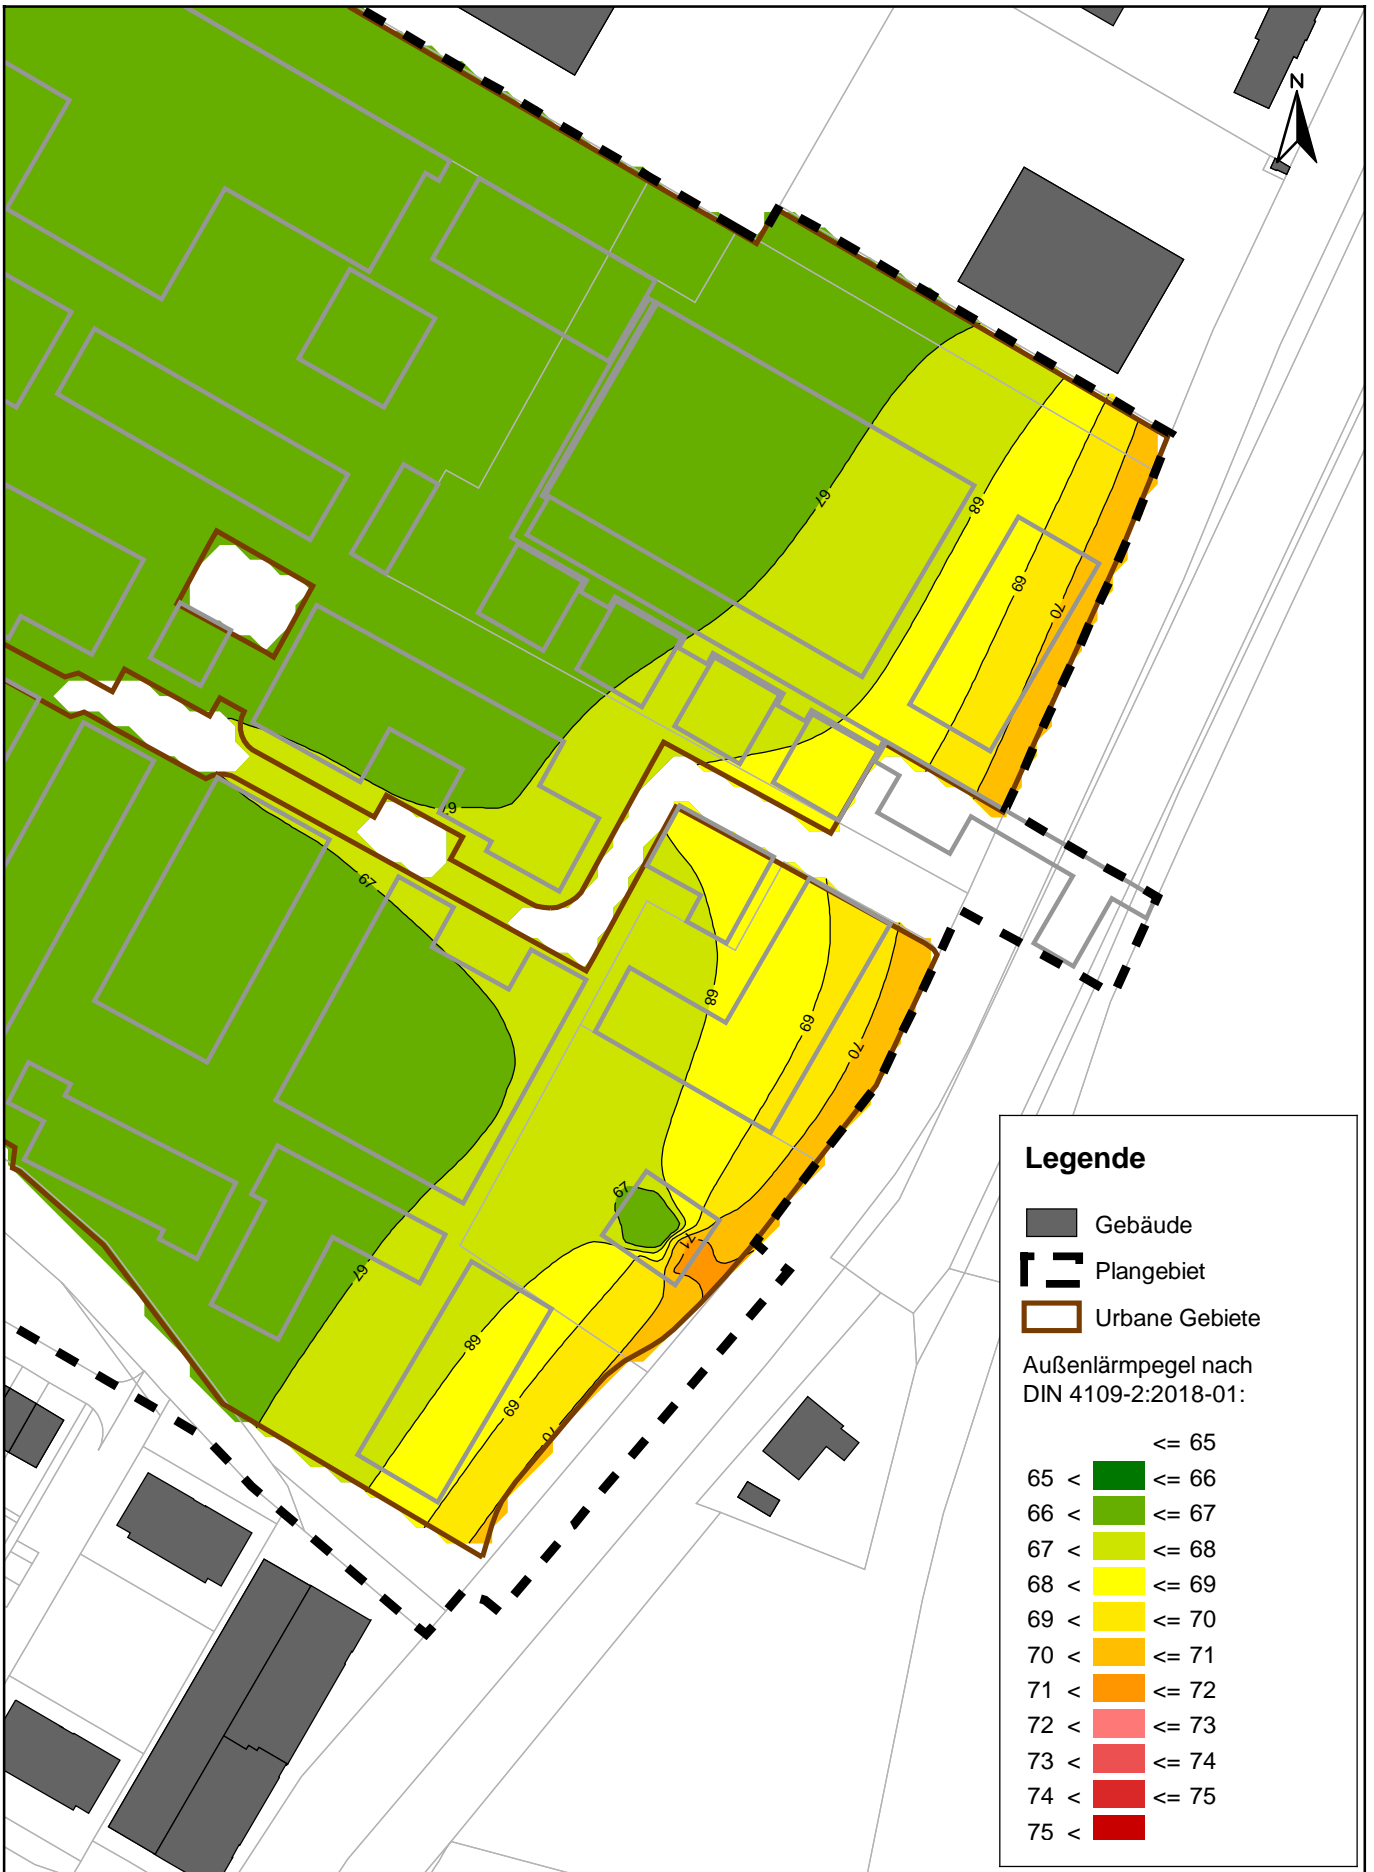 N
67
68
69
70
67
67
68
69
70
67
71
67
68
69
70
Legende
Gebäude
Plangebiet
Urbane Gebiete
Außenlärmpegel nach
DIN 4109-2:2018-01:
<= 65
65 < <= 66
66 < <= 67
67 < <= 68
68 < <= 69
69 < <= 70
70 < <= 71
71 < <= 72
72 < <= 73
73 < <= 74
74 < <= 75
75 <